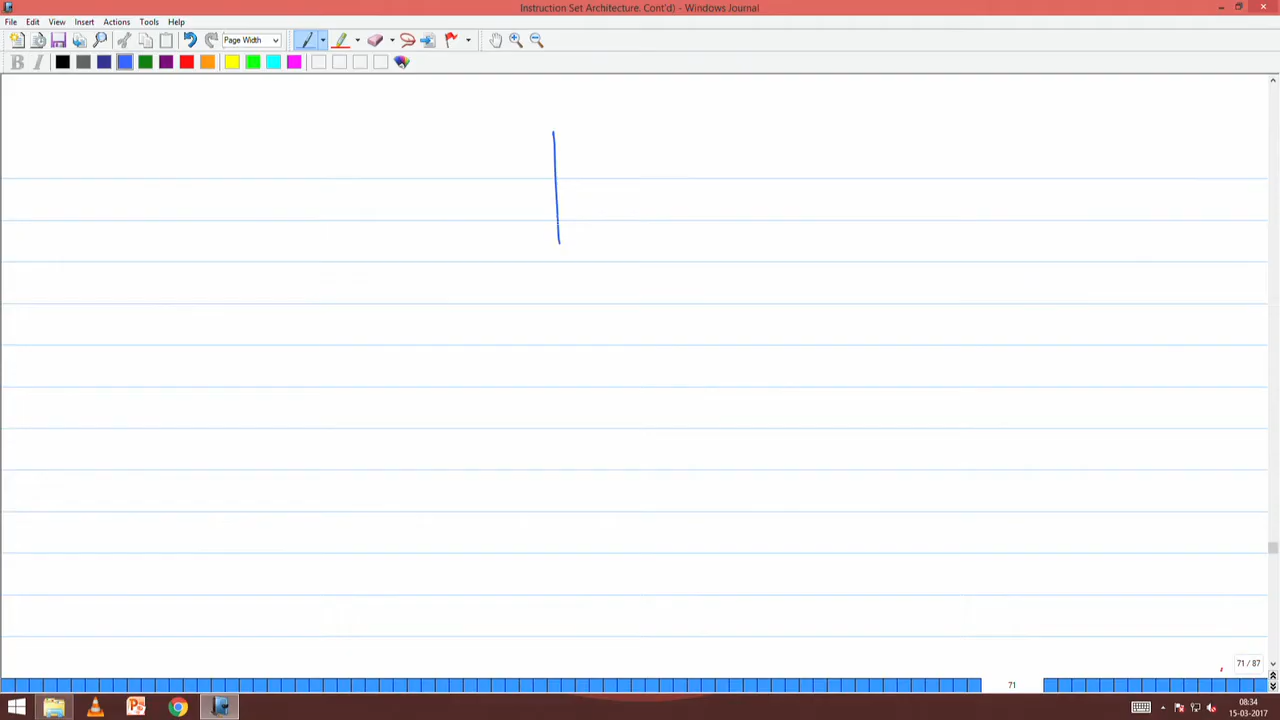 Instruction Set Architecture. Cont'd) - Windows Journal
File Edit View Insert Actions Tools Help
Page Width
B I
71 / 87
71
08:34
15-03-2017